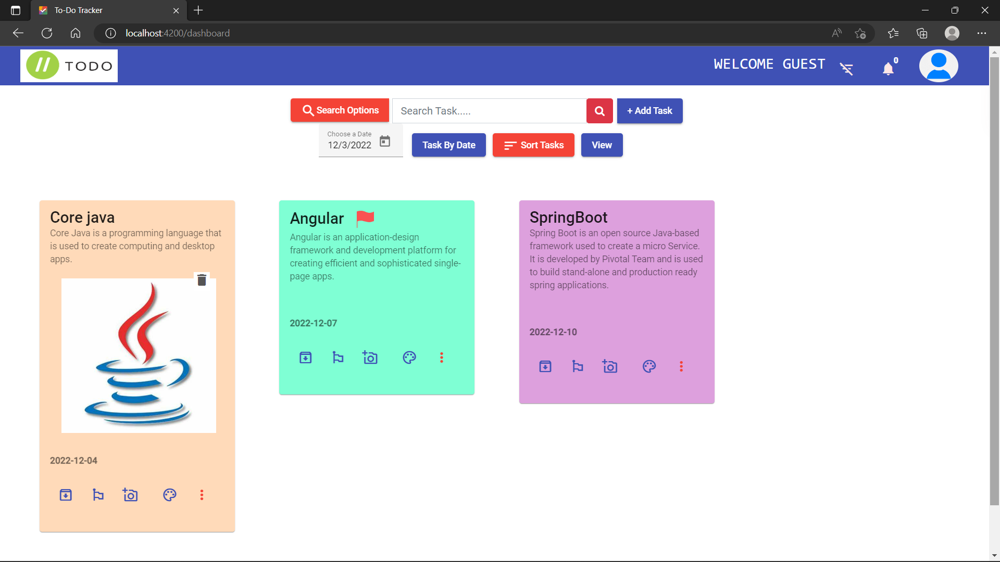 To-Do Tracker
localhost:4200/dashboard
TODO
WELCOME GUEST
0
Search Options
Search Task.....
+ Add Task
Choose a Date
12/3/2022
Task By Date
Sort Tasks
View
Core java
Core Java is a programming language that
is used to create computing and desktop
apps.
2022-12-04
Angular
Angular is an application-design
framework and development platform for
creating efficient and sophisticated single-
page apps.
2022-12-07
SpringBoot
Spring Boot is an open source Java-based
framework used to create a micro Service.
It is developed by Pivotal Team and is used
to build stand-alone and production ready
spring applications.
2022-12-10